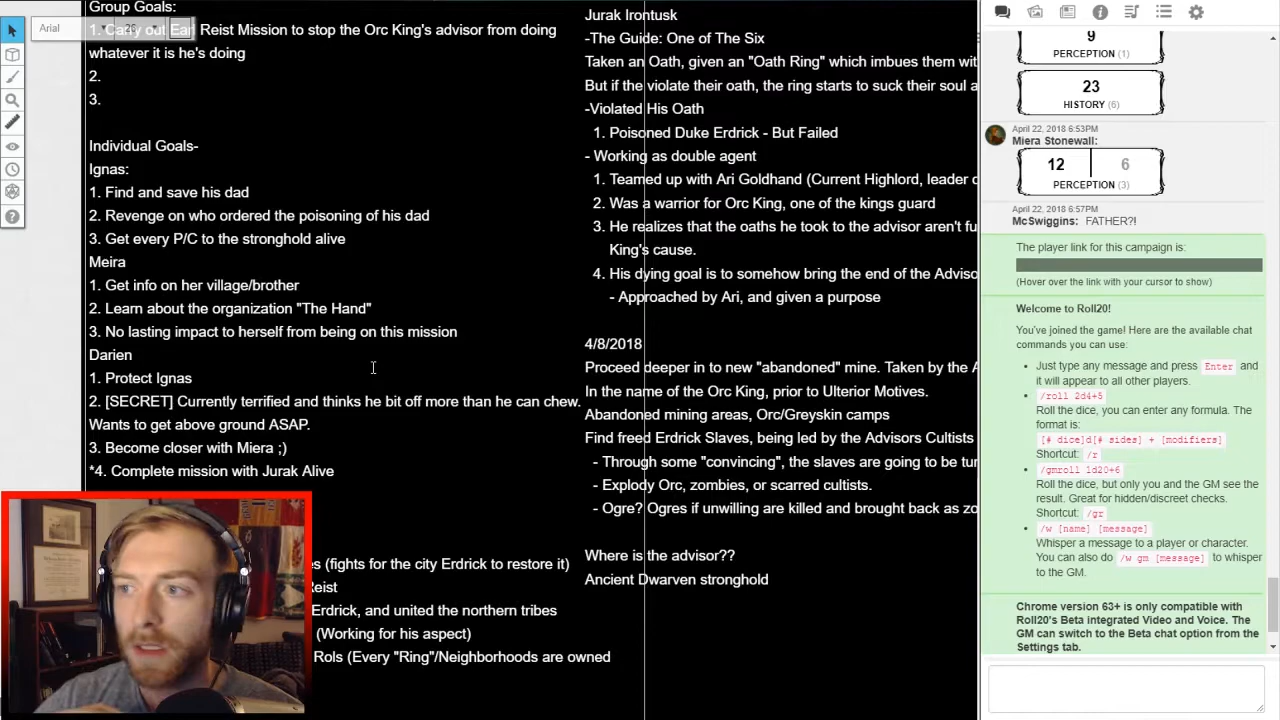 Group Goals:
1. Carry out Earl Reist Mission to stop the Orc King's advisor from doing
whatever it is he's doing
2.
3.
Individual Goals-
Ignas:
1. Find and save his dad
2. Revenge on who ordered the poisoning of his dad
3. Get every P/C to the stronghold alive
Meira
1. Get info on her village/brother
2. Learn about the organization "The Hand"
3. No lasting impact to herself from being on this mission
Darien
1. Protect Ignas
2. [SECRET] Currently terrified and thinks he bit off more than he can chew.
Wants to get above ground ASAP.
3. Become closer with Miera ;)
*4. Complete mission with Jurak Alive
(fights for the city Erdrick to restore it)
Reist
Erdrick, and united the northern tribes
(Working for his aspect)
Rols (Every "Ring"/Neighborhoods are owned
Arial
26
Jurak Irontusk
-The Guide: One of The Six
Taken an Oath, given an "Oath Ring" which imbues them wit
But if the violate their oath, the ring starts to suck their soul a
-Violated His Oath
1. Poisoned Duke Erdrick - But Failed
- Working as double agent
1. Teamed up with Ari Goldhand (Current Highlord, leader
2. Was a warrior for Orc King, one of the kings guard
3. He realizes that the oaths he took to the advisor aren't fu
King's cause.
4. His dying goal is to somehow bring the end of the Adviso
- Approached by Ari, and given a purpose
4/8/2018
Proceed deeper in to new "abandoned" mine. Taken by the A
In the name of the Orc King, prior to Ulterior Motives.
Abandoned mining areas, Orc/Greyskin camps
Find freed Erdrick Slaves, being led by the Advisors Cultists
- Through some "convincing", the slaves are going to be tur
- Explody Orc, zombies, or scarred cultists.
- Ogre? Ogres if unwilling are killed and brought back as zo
Where is the advisor??
Ancient Dwarven stronghold
9
PERCEPTION (1)
23
HISTORY (6)
April 22, 2018 6:53PM
Miera Stonewall:
12 6
PERCEPTION (3)
April 22, 2018 6:57PM
McSwiggins: FATHER?!
The player link for this campaign is:
(Hover over the link with your cursor to show)
Welcome to Roll20!
You've joined the game! Here are the available chat
commands you can use:
Just type any message and press Enter and
it will appear to all other players.
/roll 2d4+5
Roll the dice, you can enter any formula. The
format is:
[# dice]d[# sides] + [modifiers]
Shortcut: /r
/gmroll 1d20+6
Roll the dice, but only you and the GM see the
result. Great for hidden/discreet checks.
Shortcut: /gr
/w [name] [message]
Whisper a message to a player or character.
You can also do /w gm [message] to whisper
to the GM.
Chrome version 63+ is only compatible with
Roll20's Beta integrated Video and Voice. The
GM can switch to the Beta chat option from the
Settings tab.